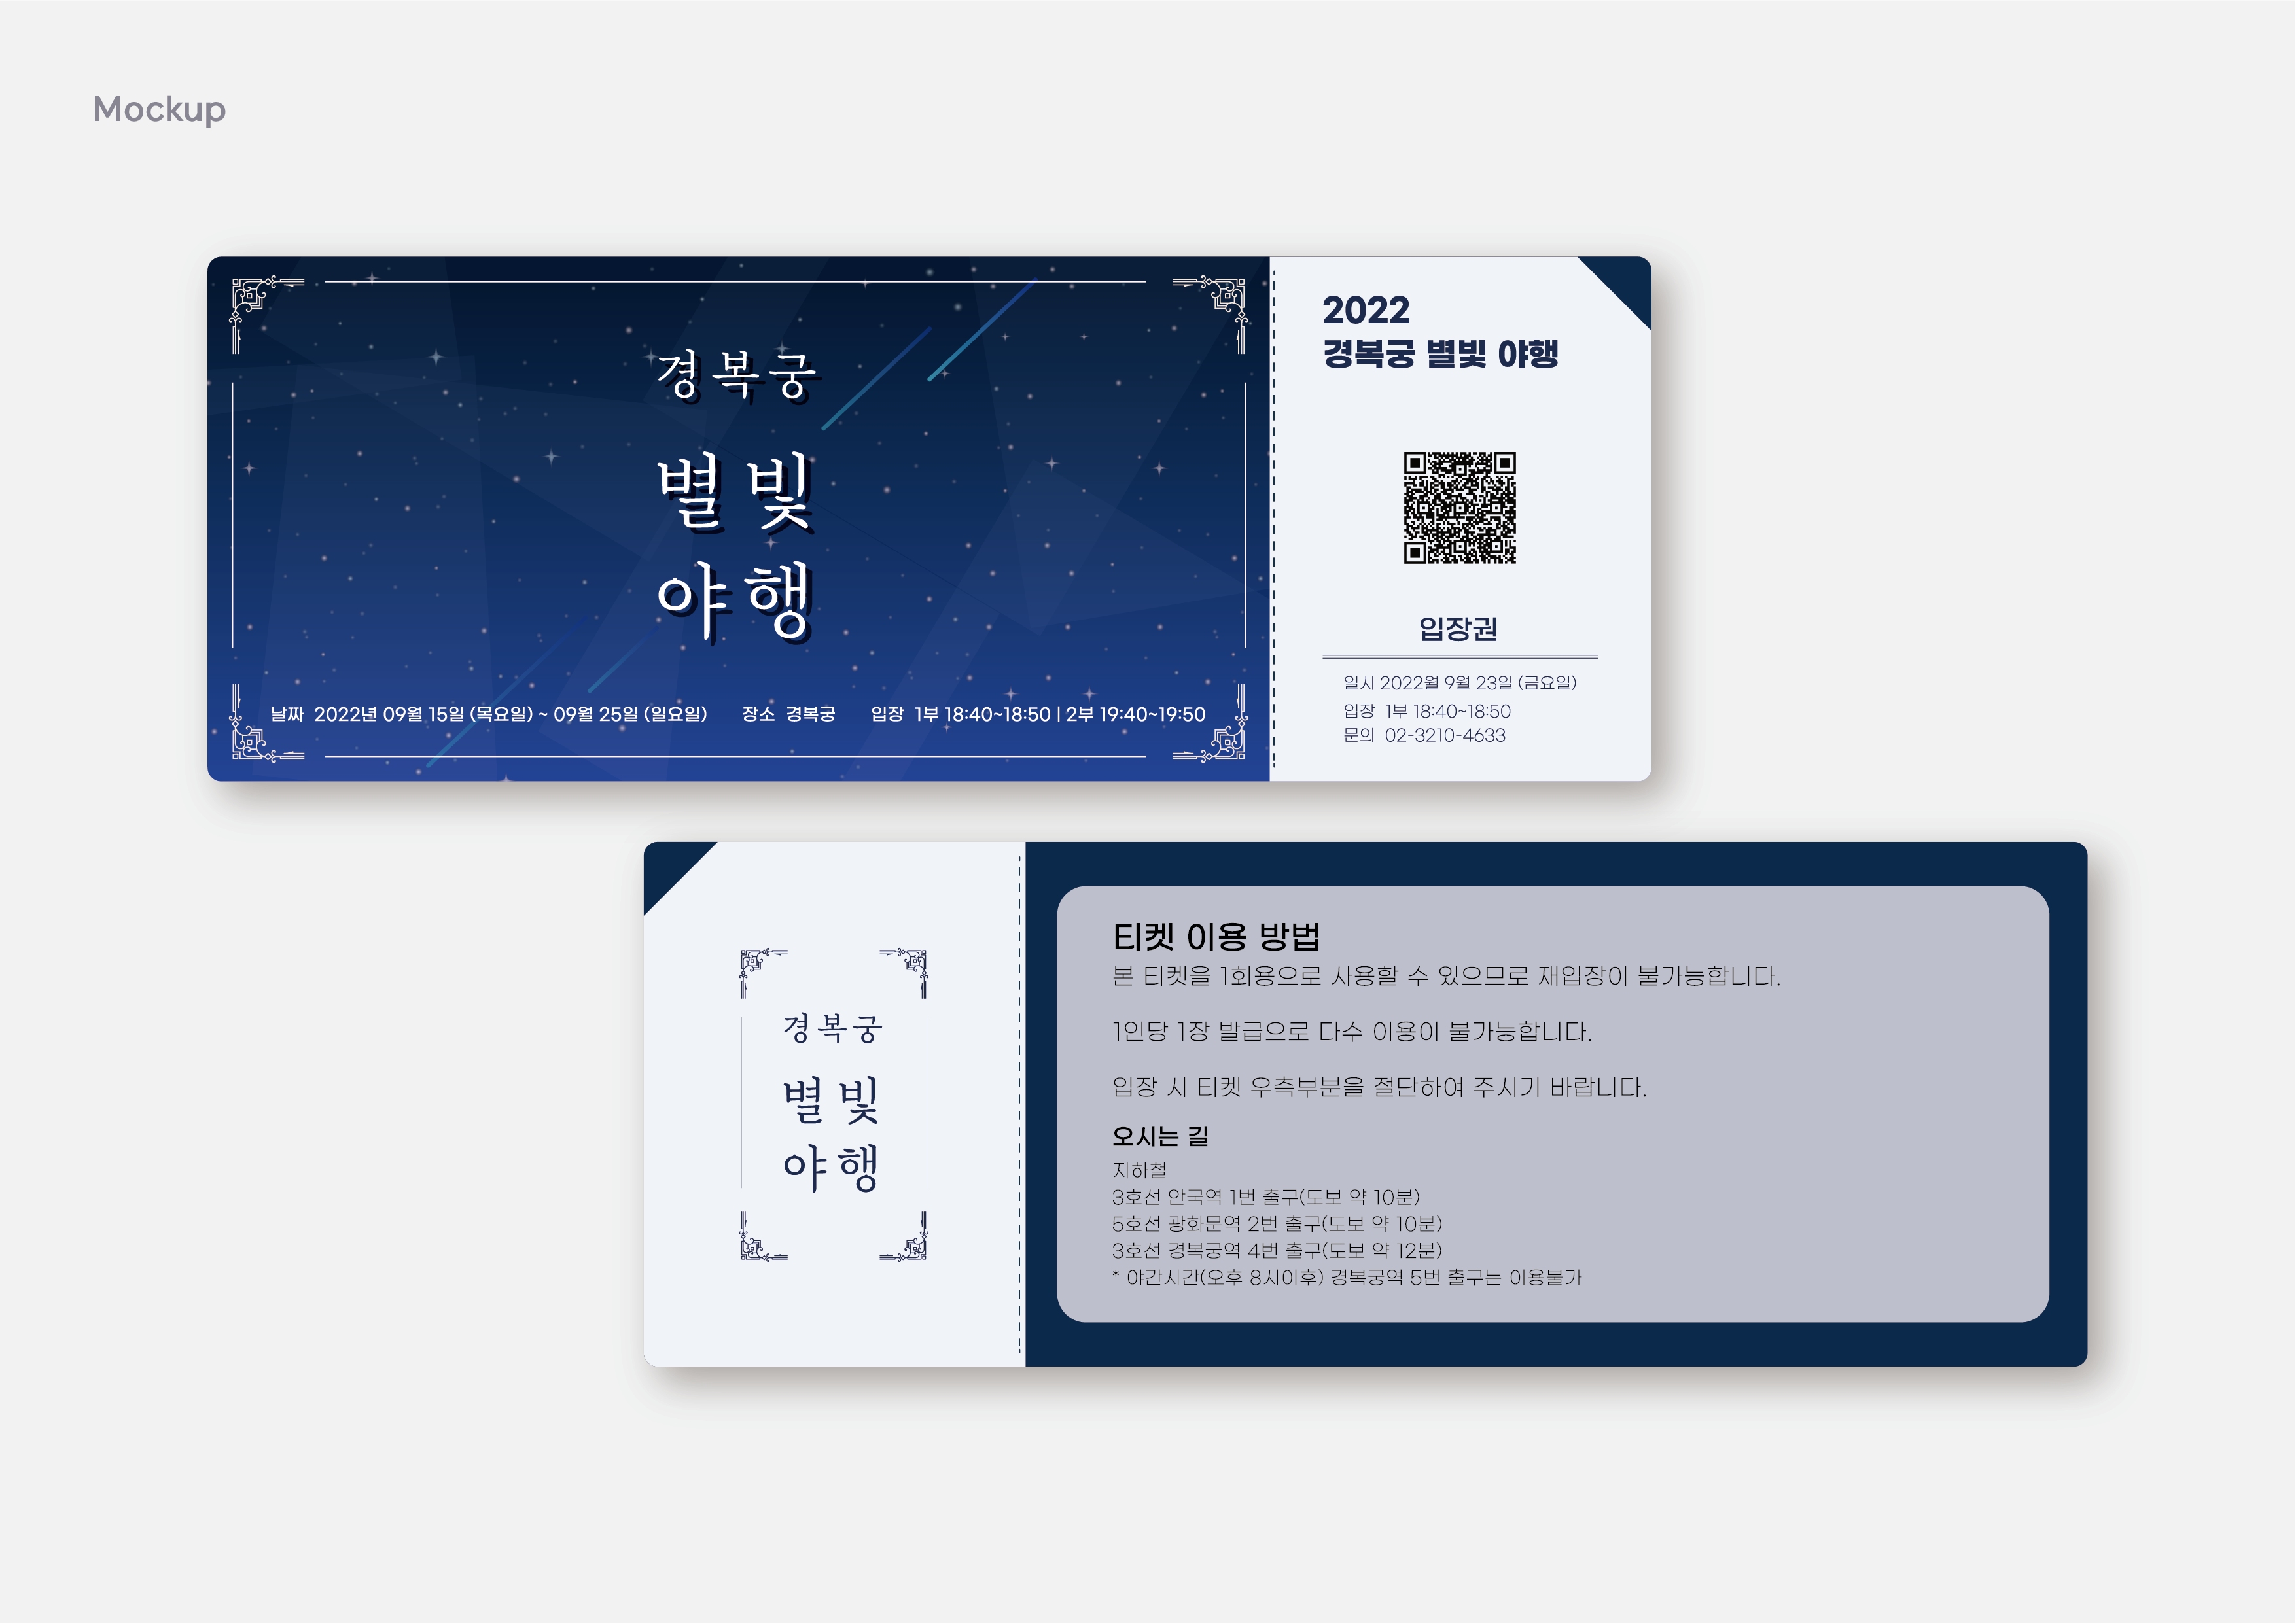 Mockup
경복궁
별빛
야행
날짜 2022년 09월 15일 (목요일) ~ 09월 25일 (일요일) 장소 경복궁 입장 1부 18:40~18:50 | 2부 19:40~19:50
2022
경복궁 별빛 야행
입장권
일시 2022월 9월 23일 (금요일)
입장 1부 18:40~18:50
문의 02-3210-4633
경복궁
별빛
야행
티켓 이용 방법
본 티켓을 1회용으로 사용할 수 있으므로 재입장이 불가능합니다.
1인당 1장 발급으로 다수 이용이 불가능합니다.
입장 시 티켓 우측부분을 절단하여 주시기 바랍니다.
오시는 길
지하철
3호선 안국역 1번 출구(도보 약 10분)
5호선 광화문역 2번 출구(도보 약 10분)
3호선 경복궁역 4번 출구(도보 약 12분)
* 야간시간(오후 8시이후) 경복궁역 5번 출구는 이용불가